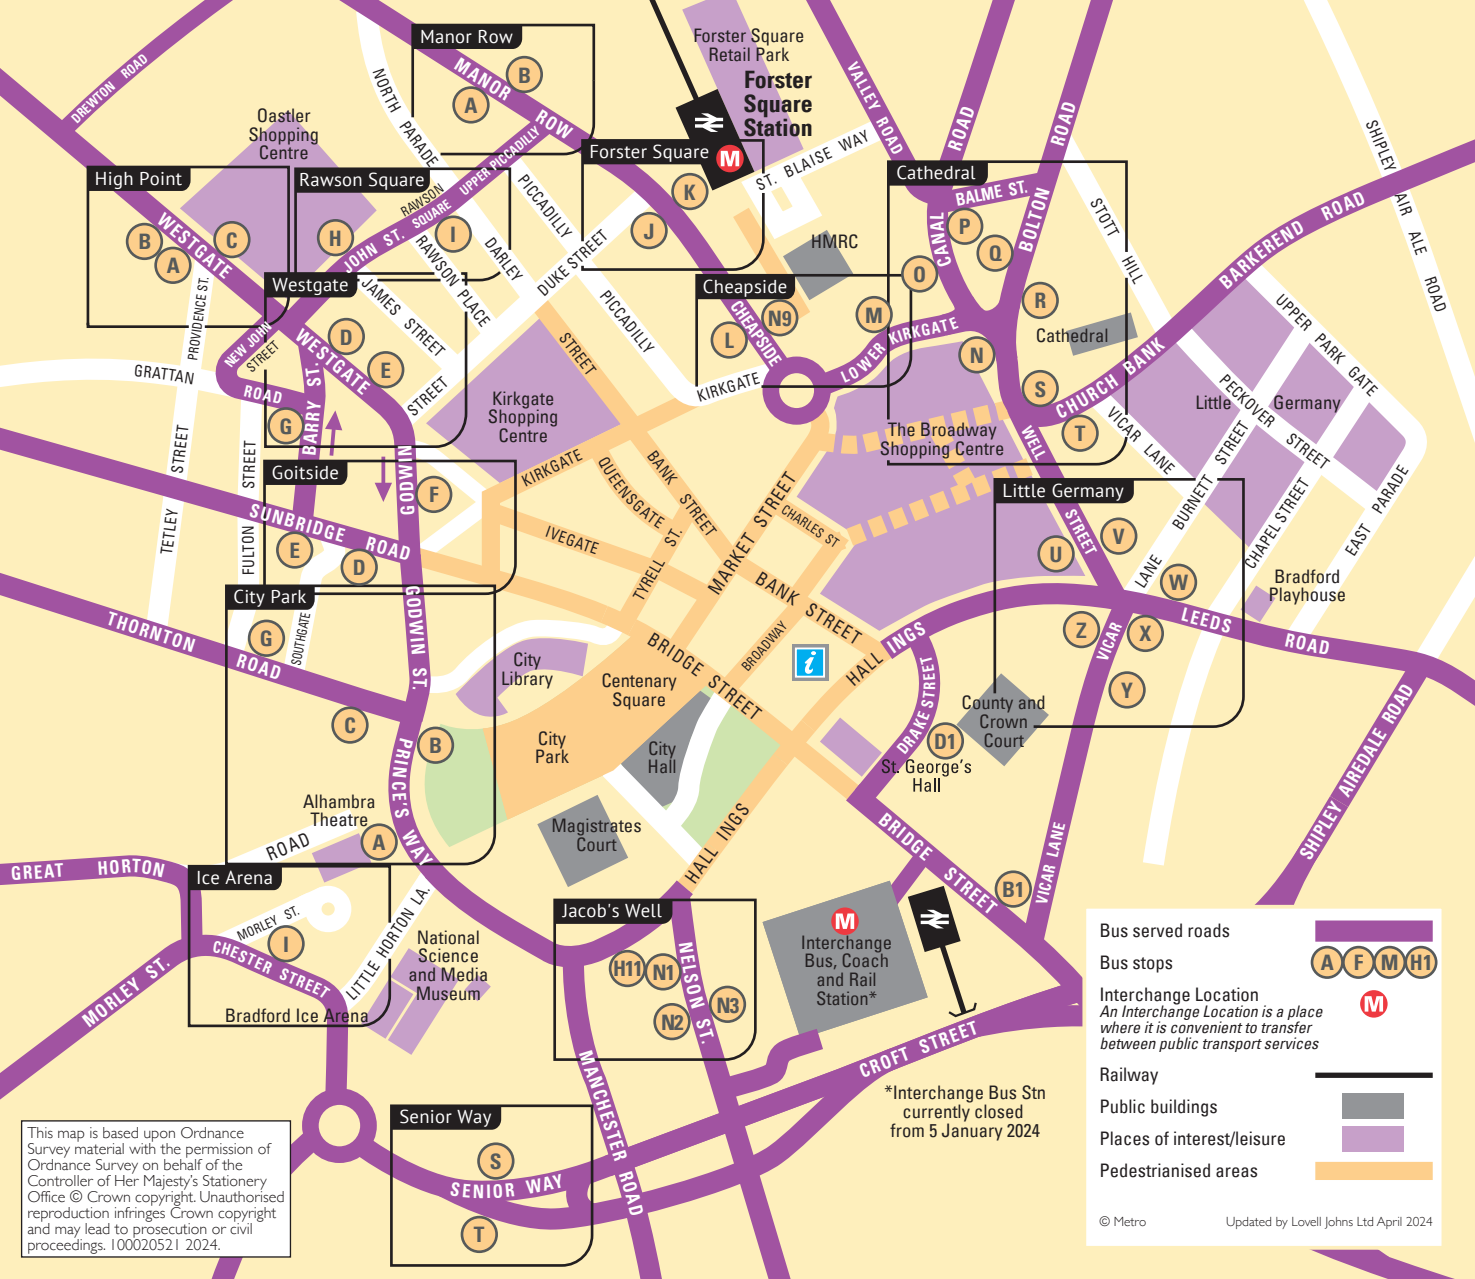 Manor Row
MANOR ROW
B
A
NORTH PARADE
DREWTON ROAD
Oastler
Shopping
Centre
Forster Square
Retail Park
Forster
Square
Station
M
VALLEY ROAD
ROAD
BOLTON ROAD
SHIPLEY AIR ALE ROAD
High Point
B
A
C
WESTGATE
Rawson Square
RAWSON
SQUARE
UPPER PICCADILLY
JOHN ST.
H
I
RAWSON PLACE
DARLEY
STREET
PICCADILLY
PICCADILLY
DUKE STREET
Forster Square
K
J
ST. BLAISE WAY
HMRC
Cathedral
BALME ST.
CANAL
P
Q
O
R
M
N
S
T
Cathedral
STOTT HILL
BARKEREND ROAD
CHURCH BANK
Cheapside
CHEAPSIDE
L
N9
LOWER KIRKGATE
KIRKGATE
Westgate
JAMES STREET
WESTGATE
D
E
G
STREET
NEW JOHN
STREET
PROVIDENCE ST.
GRATTAN
ROAD
BARRY ST.
TETLEY STREET
FULTON STREET
Kirkgate
Shopping
Centre
KIRKGATE
The Broadway
Shopping Centre
WELL
STREET
VICAR LANE
Little Germany
PECKOVER STREET
UPPER PARK GATE
BURNETT STREET
CHAPEL STREET
EAST PARADE
Goitside
GODWIN
SUNBRIDGE ROAD
E
D
F
IVEGATE
QUEENSGATE
BANK STREET
MARKET STREET
CHARLES ST
TYRELL ST.
BANK STREET
BROADWAY
BRIDGE STREET
HALL
INGS
Little Germany
U
V
W
X
Y
Z
LANE
VICAR
LEEDS ROAD
Bradford
Playhouse
City Park
THORNTON ROAD
SOUTHGATE
GODWIN ST.
G
C
B
A
PRINCE'S WAY
City
Library
Centenary
Square
City
Park
City
Hall
i
Magistrates
Court
HALL INGS
DRAKE STREET
D1
County and
Crown
Court
St. George's
Hall
BRIDGE STREET
B1
VICAR LANE
SHIPLEY AIREDALE ROAD
Alhambra
Theatre
ROAD
GREAT HORTON
Ice Arena
MORLEY ST.
I
CHESTER STREET
MORLEY ST.
LITTLE HORTON LA.
Bradford Ice Arena
National
Science
and Media
Museum
Jacob's Well
H11
N1
N2
N3
NELSON ST.
MANCHESTER ROAD
M
Interchange
Bus, Coach
and Rail
Station*
CROFT STREET
*Interchange Bus Stn
currently closed
from 5 January 2024
Senior Way
S
SENIOR WAY
T
This map is based upon Ordnance
Survey material with the permission of
Ordnance Survey on behalf of the
Controller of Her Majesty's Stationery
Office © Crown copyright. Unauthorised
reproduction infringes Crown copyright
and may lead to prosecution or civil
proceedings. 100020521 2024.
Bus served roads
Bus stops
A F M H1
Interchange Location
An Interchange Location is a place
where it is convenient to transfer
between public transport services
M
Railway
Public buildings
Places of interest/leisure
Pedestrianised areas
© Metro
Updated by Lovell Johns Ltd April 2024